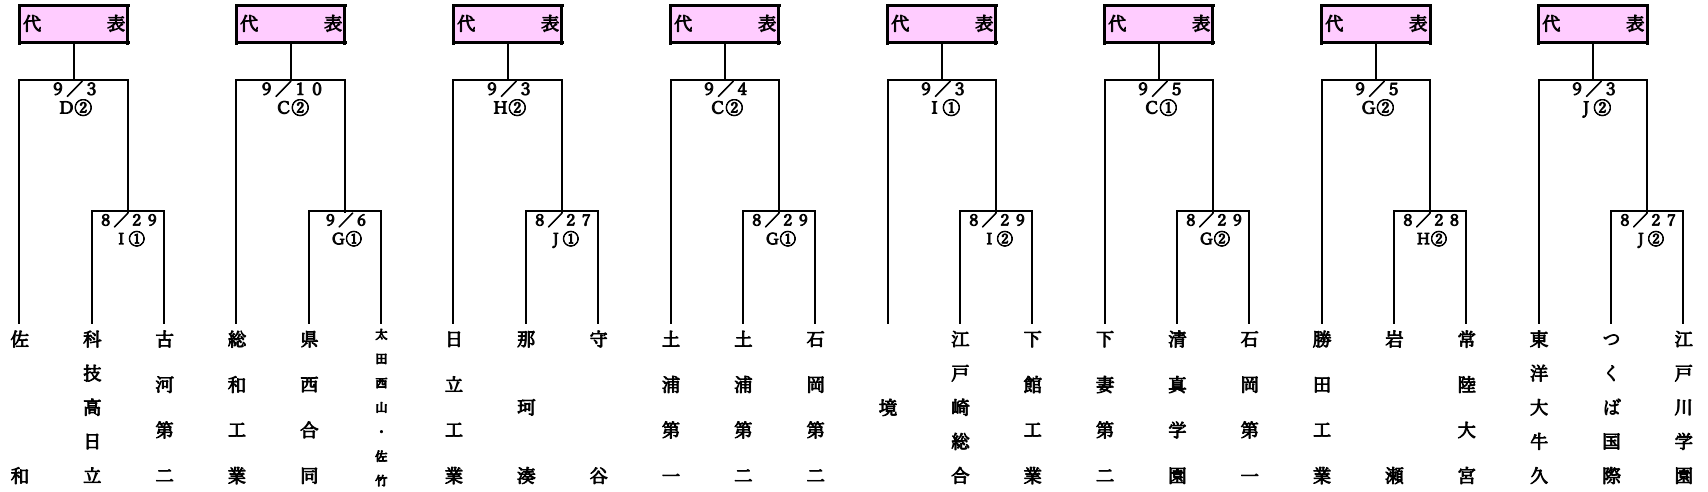 代 表 代 表 代 表 代 表 代 表 代 表 代 表 代 表
9／3 9／10 9／3 9／4 9／3 9／5 9／5 9／3
D② C② H② C② I① C① G② J②
8／29 9／6 8／27 8／29 8／29 8／29 8／28 8／27
I① G① J① G① I② G② H② J②
佐和
科技高日立
古河第二
総和工業
県西合同
太田西山・佐竹
日立工業
那珂湊
守谷
土浦第一
土浦第二
石岡第二
境
江戸崎総合
下館工業
下妻第二
清真学園
石岡第一
勝田工業
岩瀬
常陸大宮
東洋大牛久
つくば国際
江戸川学園